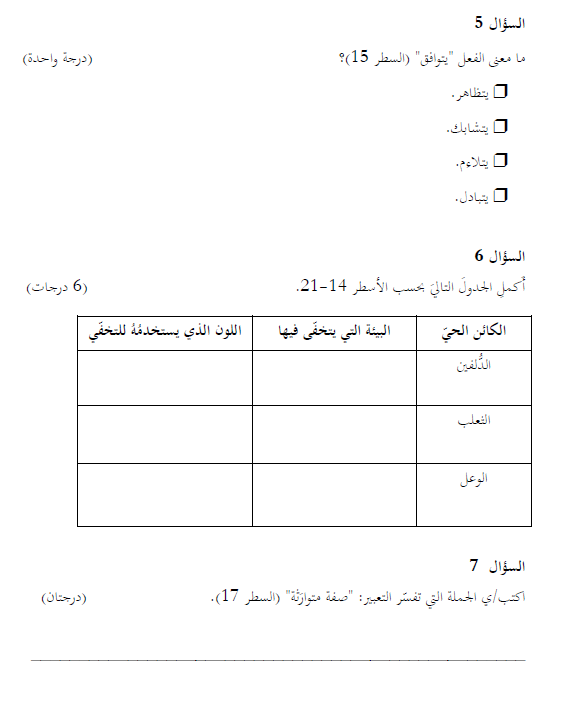 السؤال 5
ما معنى الفعل "يتوافق" (السطر 15)؟ (درجة واحدة)
❒ يتظاهر.
❒ يتشابك.
❒ يتلاءم.
❒ يتبادل.
السؤال 6
أكملِ الجدولَ التاليَ بحسب الأسطر 14-21. (6 درجات)
الكائن الحيّ البيئة التي يتخفّى فيها اللون الذي يستخدمُهُ للتخفّي
الدُّلفين
الثعلب
الوعل
السؤال 7
اكتب/ي الجملة التي تفسّر التعبير: "صفة متوارَثَة" (السطر 17). (درجتان)